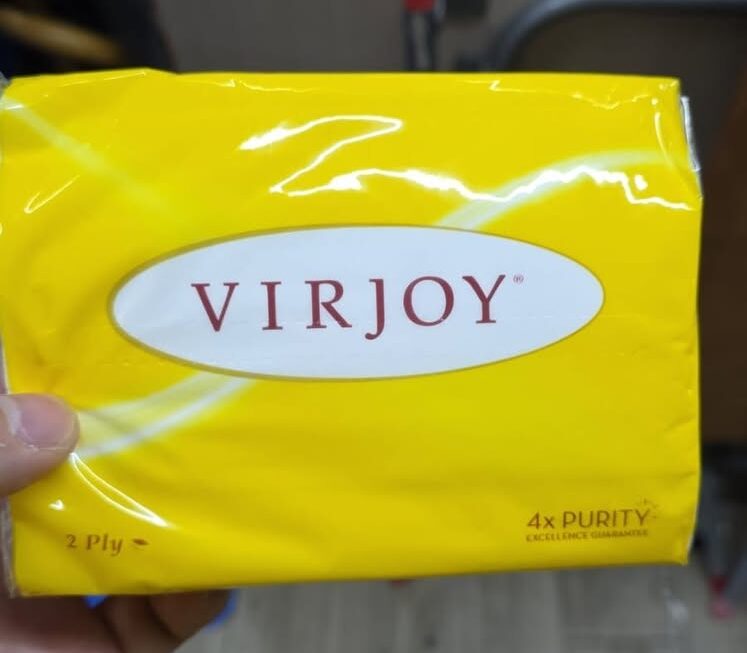 VIRJOY®
2 Ply
4x PURITY
EXCELLENCE GUARANTEE